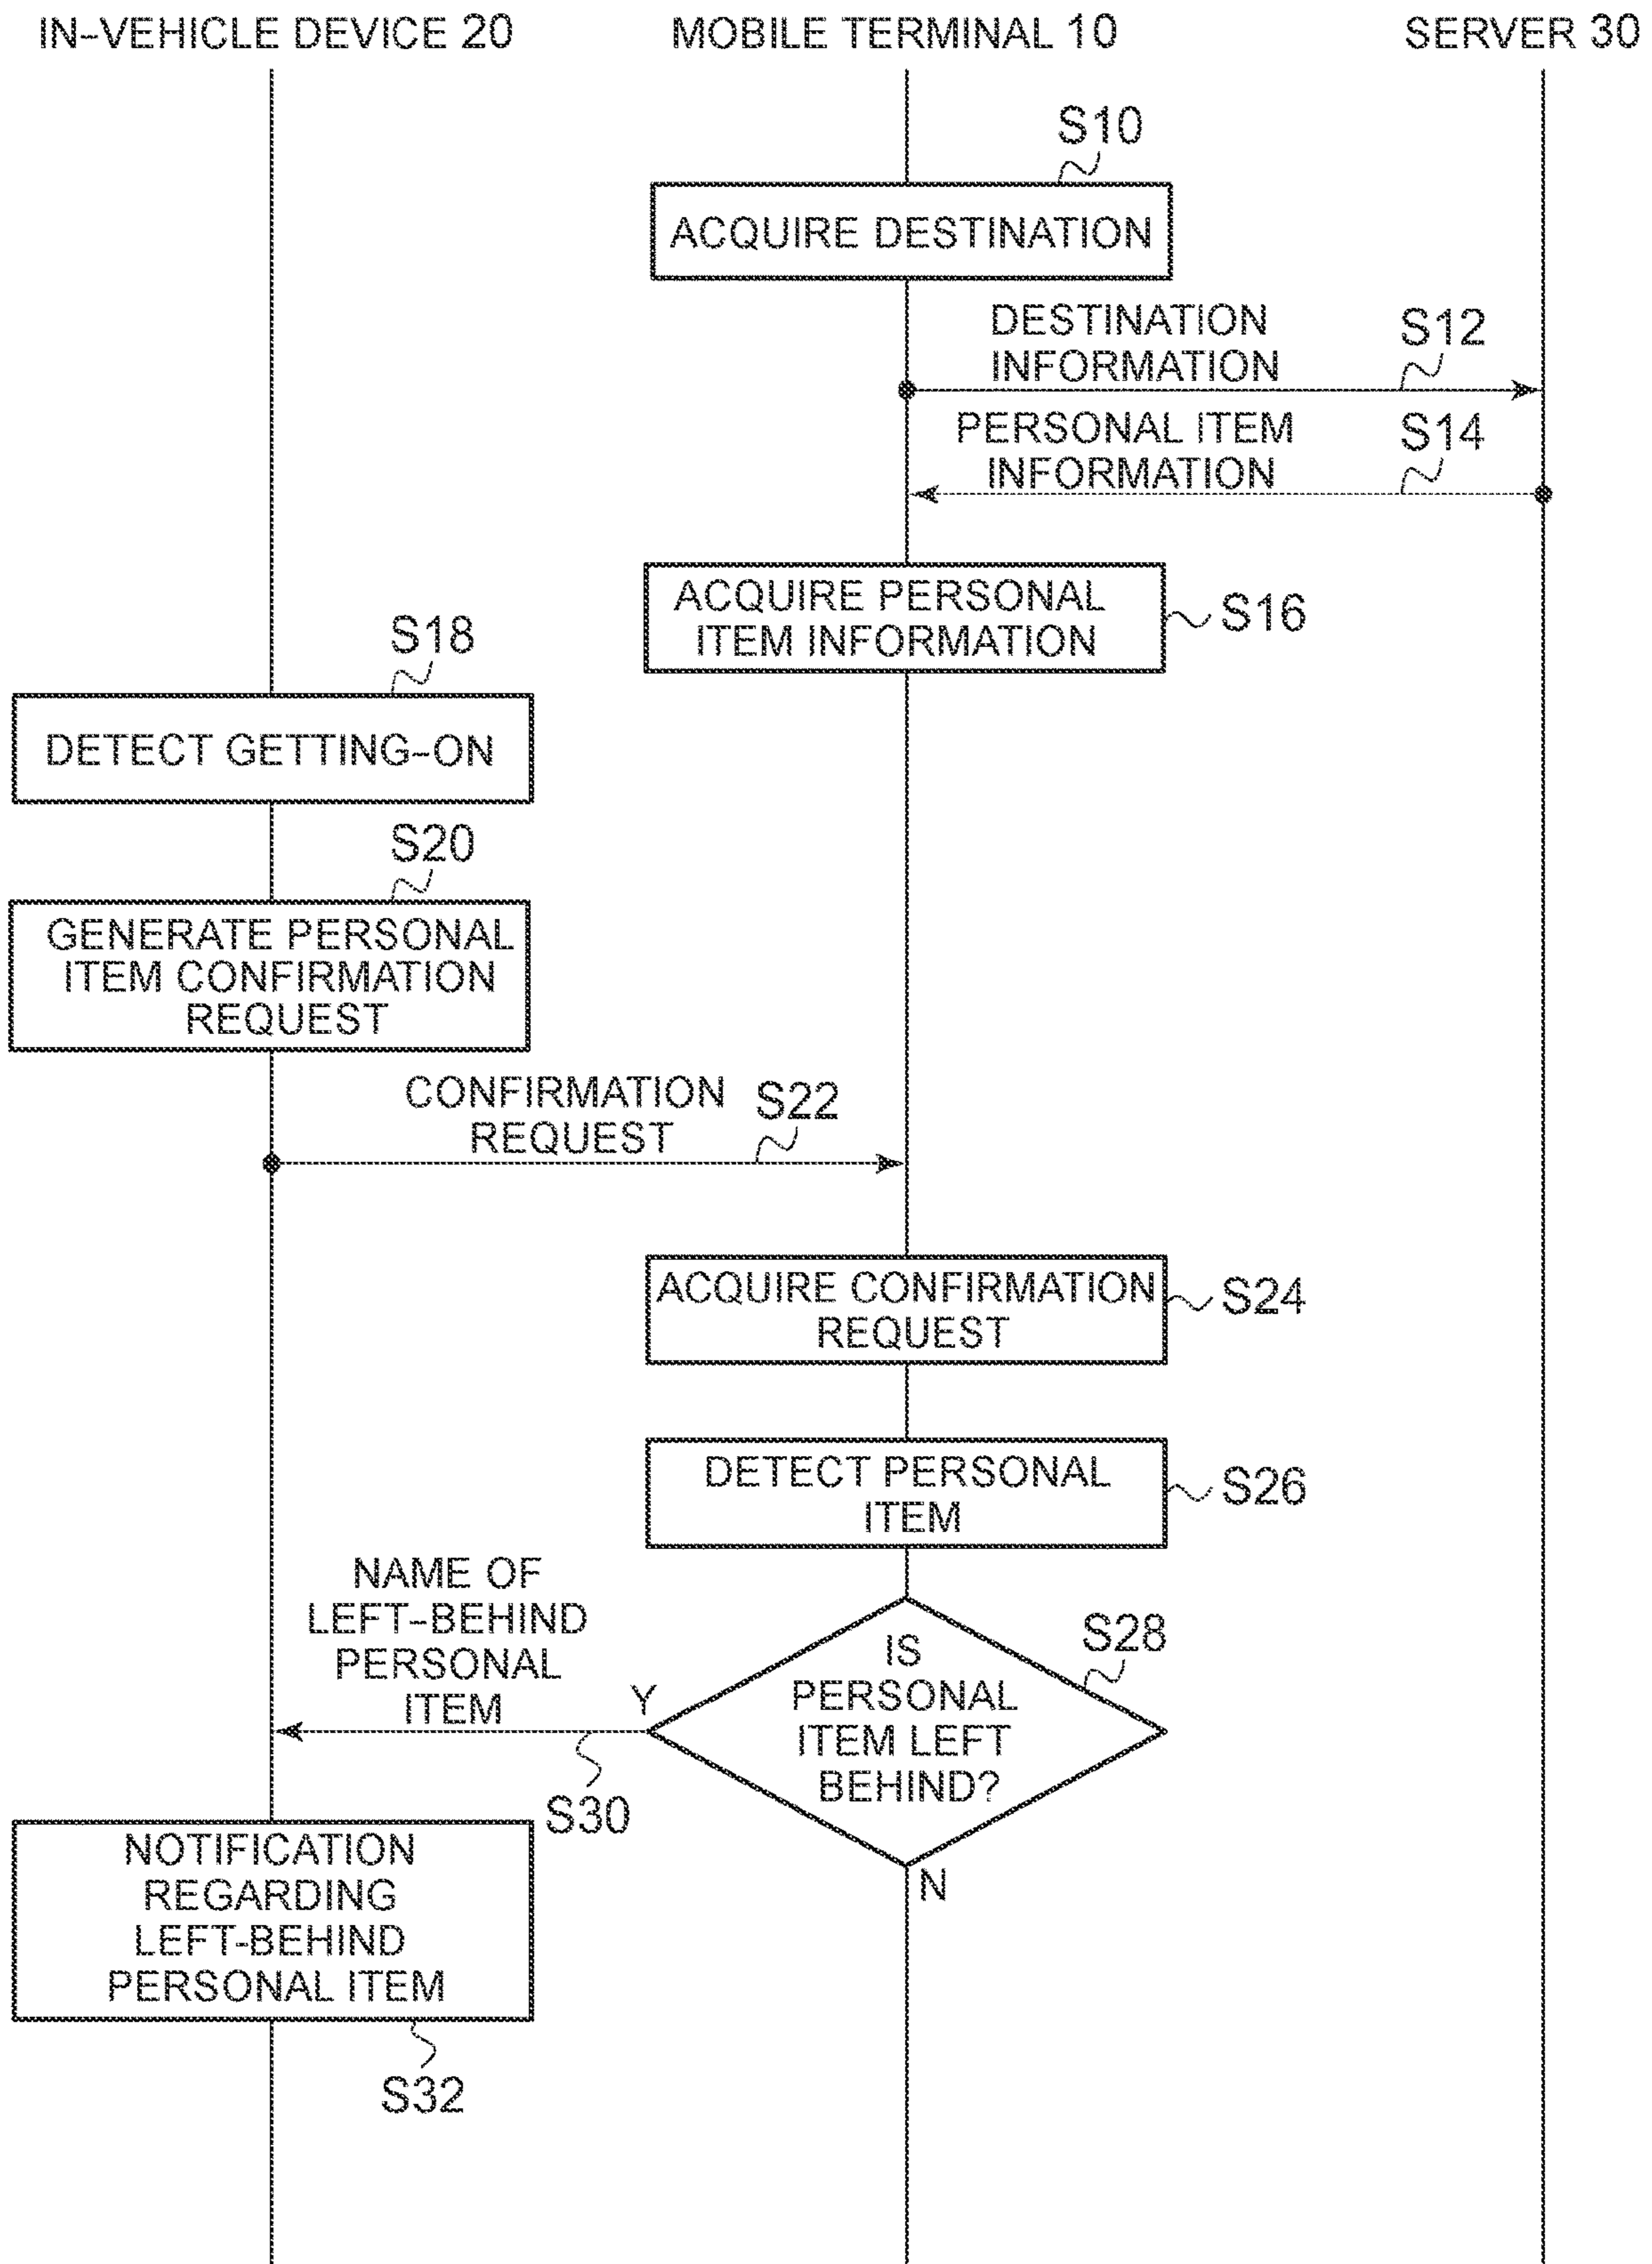 IN-VEHICLE DEVICE 20
MOBILE TERMINAL 10
SERVER 30
S10
ACQUIRE DESTINATION
DESTINATION
INFORMATION
S12
PERSONAL ITEM
INFORMATION
S14
ACQUIRE PERSONAL
ITEM INFORMATION
S16
S18
DETECT GETTING-ON
S20
GENERATE PERSONAL
ITEM CONFIRMATION
REQUEST
CONFIRMATION
REQUEST
S22
ACQUIRE CONFIRMATION
REQUEST
S24
DETECT PERSONAL
ITEM
S26
NAME OF
LEFT-BEHIND
PERSONAL
ITEM
Y
IS
PERSONAL
ITEM LEFT
BEHIND?
S28
S30
N
NOTIFICATION
REGARDING
LEFT-BEHIND
PERSONAL ITEM
S32